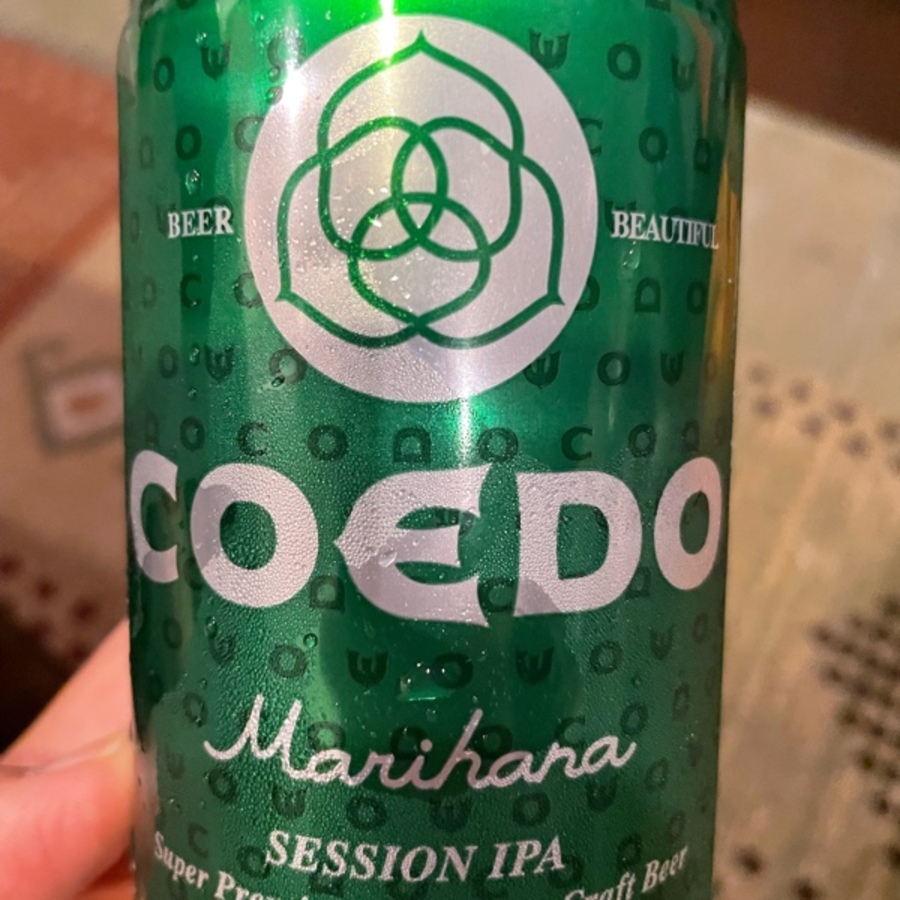 BEER BEAUTIFUL
COEDO
Marihana
SESSION IPA
Super Craft Beer